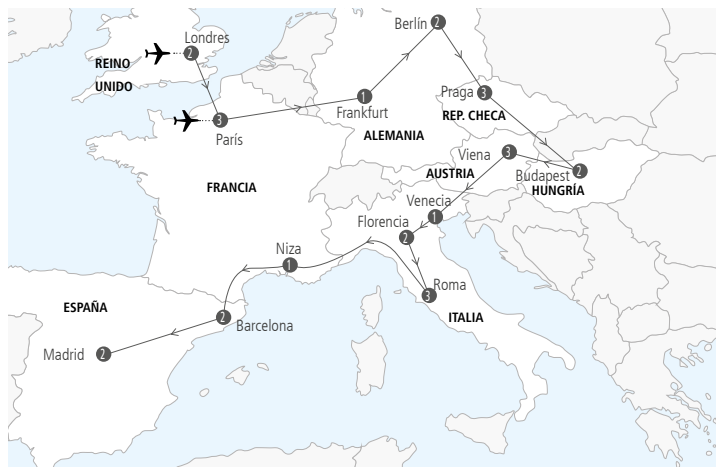 Londres
2
REINO
UNIDO
3
París
Berlín
2
1
Frankfurt
ALEMANIA
Praga
3
REP. CHECA
Viena
3
AUSTRIA
Budapest
2
HUNGRÍA
FRANCIA
Venecia
1
Florencia
2
Roma
3
ITALIA
Niza
1
ESPAÑA
2
Barcelona
Madrid
2